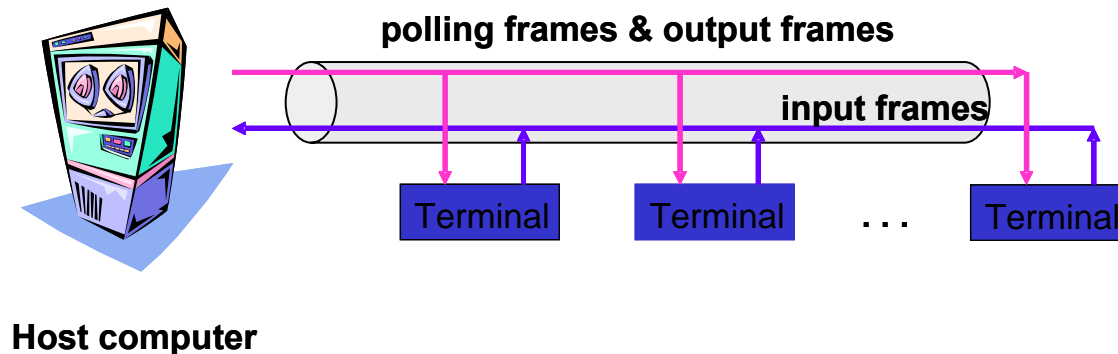 polling frames & output frames
input frames
Terminal Terminal . . . Terminal
Host computer